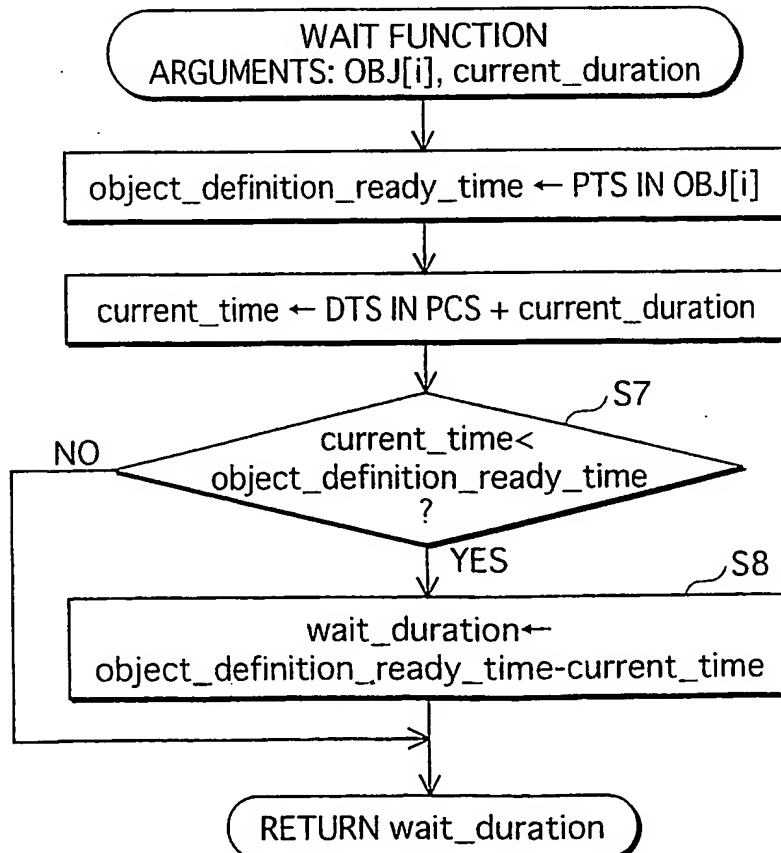 WAIT FUNCTION
ARGUMENTS: OBJ[i], current_duration
object_definition_ready_time ← PTS IN OBJ[i]
current_time ← DTS IN PCS + current_duration
S7
current_time<
object_definition_ready_time
?
NO
YES
S8
wait_duration←
object_definition_ready_time-current_time
RETURN wait_duration